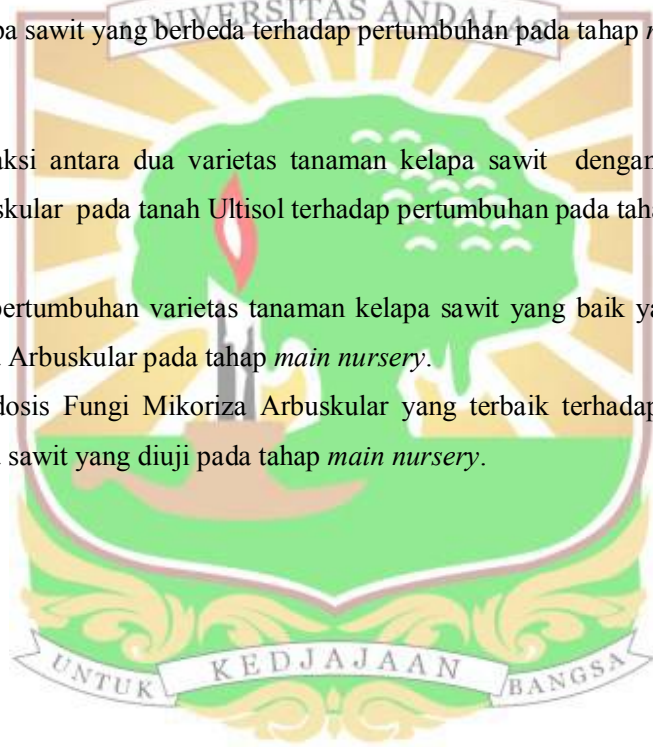 UNIVERSITAS ANDALAS
pa sawit yang berbeda terhadap pertumbuhan pada tahap
aksi antara dua varietas tanaman kelapa sawit dengan
skular pada tanah Ultisol terhadap pertumbuhan pada taha
pertumbuhan varietas tanaman kelapa sawit yang baik ya
Arbuskular pada tahap main nursery.
dosis Fungi Mikoriza Arbuskular yang terbaik terhadap
sawit yang diuji pada tahap main nursery.
UNTUK KEDJAJAAN BANGSA